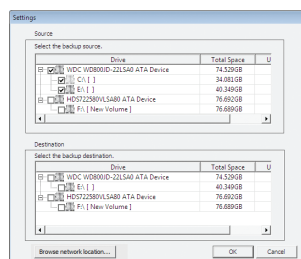 Settings
Source
Select the backup source.
Drive Total Space U
WDC WD800JD-22LSA0 ATA Device 74.529GB
C:\ [ ] 34.081GB
E:\ [ ] 40.349GB
HDS722580VLSA80 ATA Device 76.692GB
F:\ [ New Volume ] 76.689GB
Destination
Select the backup destination.
Drive Total Space U
WDC WD800JD-22LSA0 ATA Device 74.529GB
E:\ [ ] 40.349GB
HDS722580VLSA80 ATA Device 76.692GB
F:\ [ New Volume ] 76.689GB
Browse network location... OK Cancel